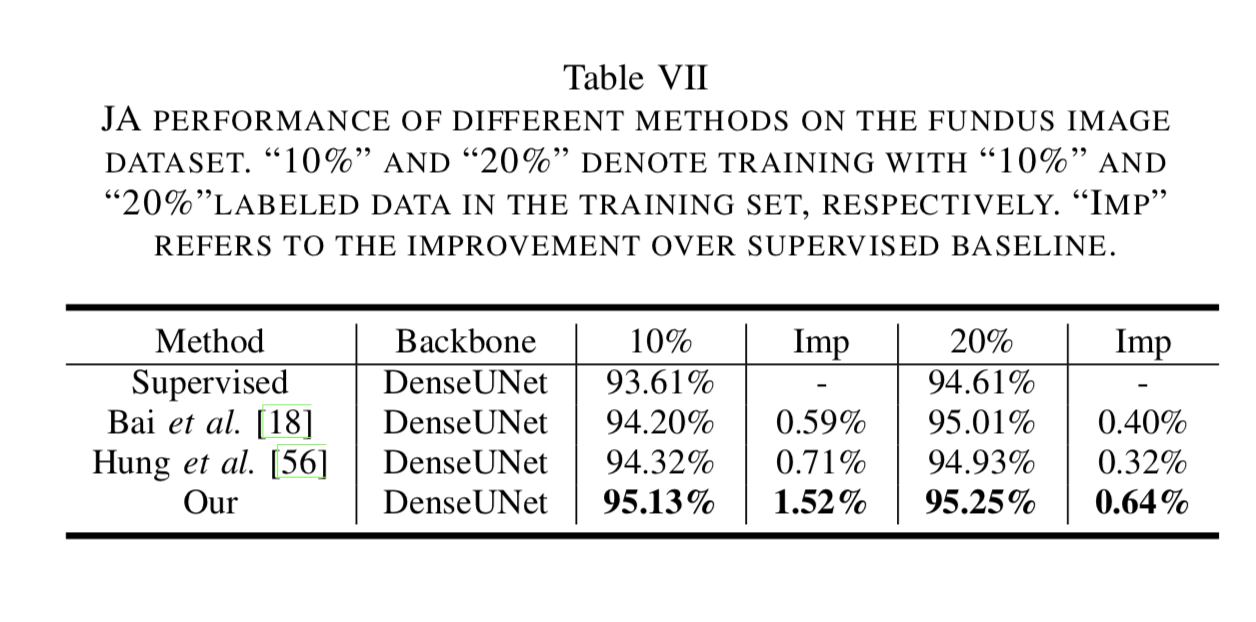 Table VII
JA PERFORMANCE OF DIFFERENT METHODS ON THE FUNDUS IMAGE
DATASET. “10%” AND “20%” DENOTE TRAINING WITH “10%” AND
“20%”LABELED DATA IN THE TRAINING SET, RESPECTIVELY. “IMP”
REFERS TO THE IMPROVEMENT OVER SUPERVISED BASELINE.
Method Backbone 10% Imp 20% Imp
Supervised DenseUNet 93.61% - 94.61% -
Bai et al. [18] DenseUNet 94.20% 0.59% 95.01% 0.40%
Hung et al. [56] DenseUNet 94.32% 0.71% 94.93% 0.32%
Our DenseUNet 95.13% 1.52% 95.25% 0.64%